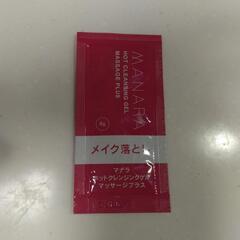 MANARA
HOT CLEANSING GEL
MASSAGE PLUS
4g
メイク落とし
マナラ
ホットクレンジングゲル
マッサージプラス